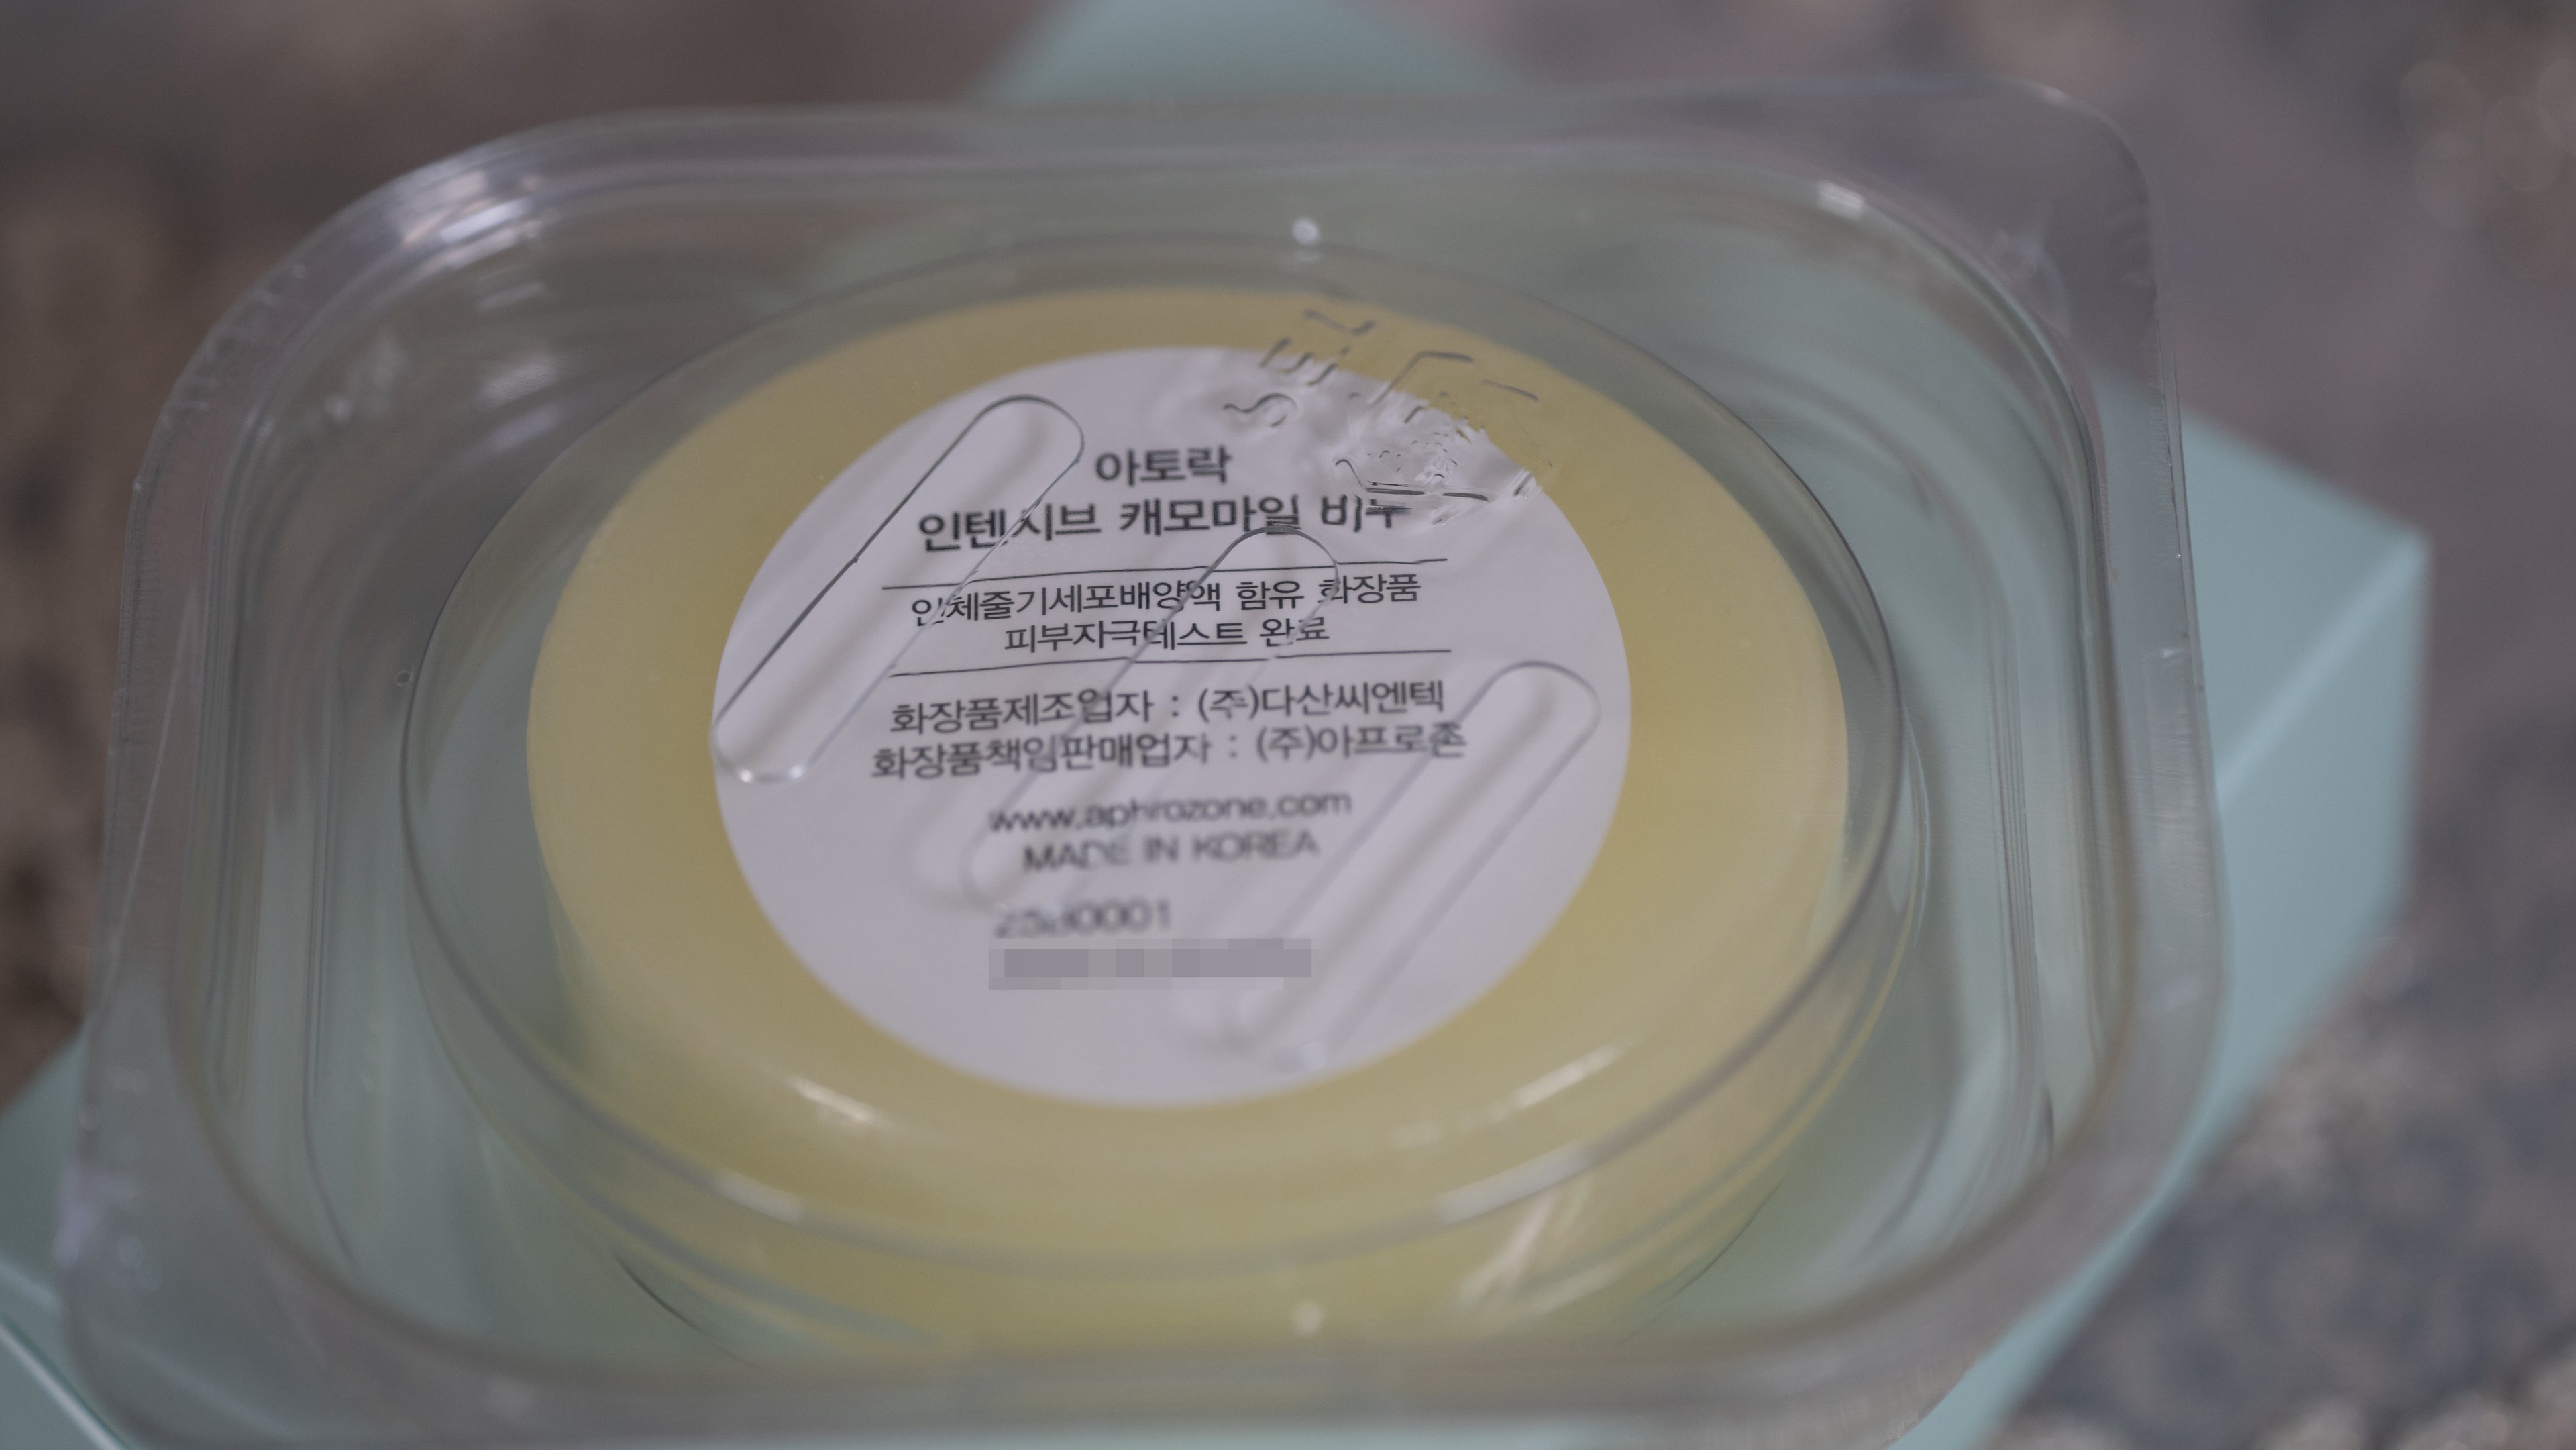 아토락
인텐시브 캐모마일 비누
인체줄기세포배양액 함유 화장품
피부자극테스트 완료
화장품제조업자 : (주)다산씨엔텍
화장품책임판매업자 : (주)아프로존
www.aphrozone.com
MADE IN KOREA